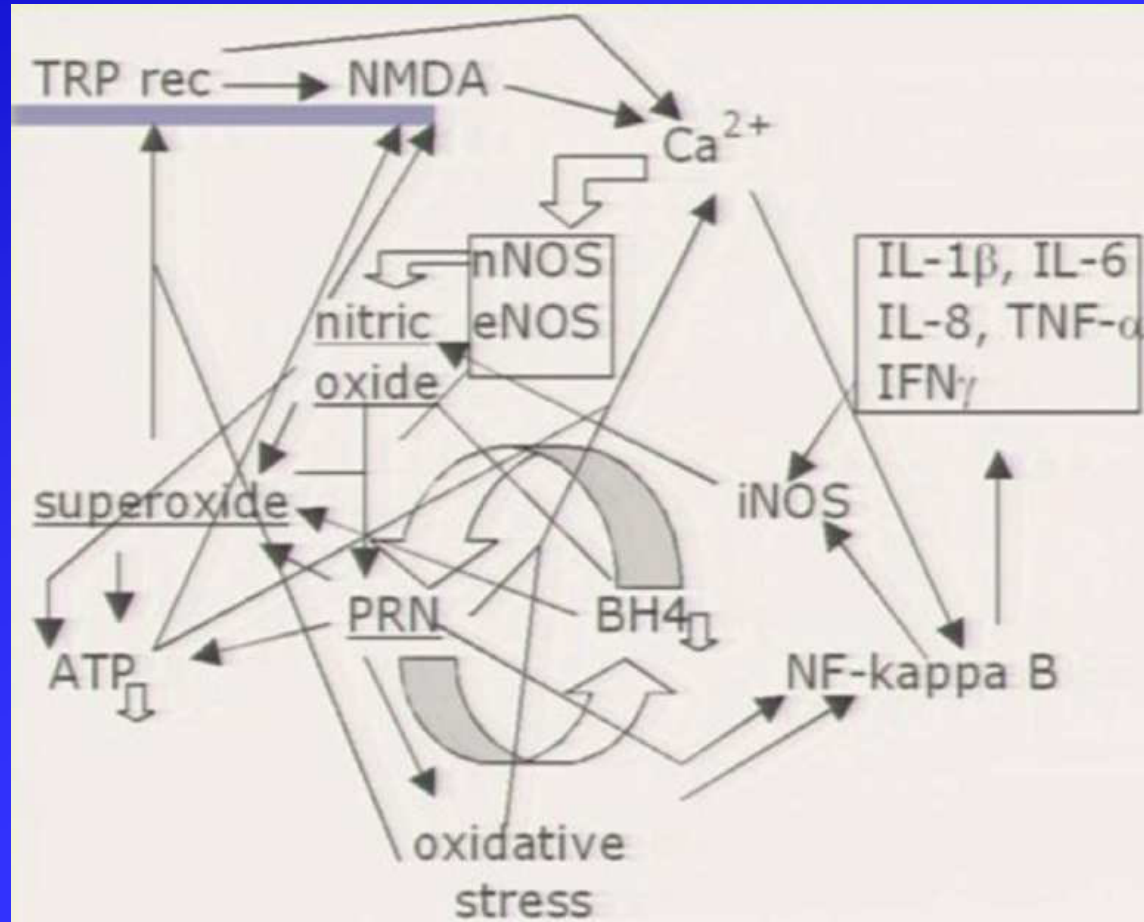 TRP rec NMDA
Ca²⁺
nNOS
eNOS
nitric
oxide
IL-1β, IL-6
IL-8, TNF-α
IFNγ
superoxide
iNOS
PRN
BH4
ATP
NF-kappa B
oxidative
stress